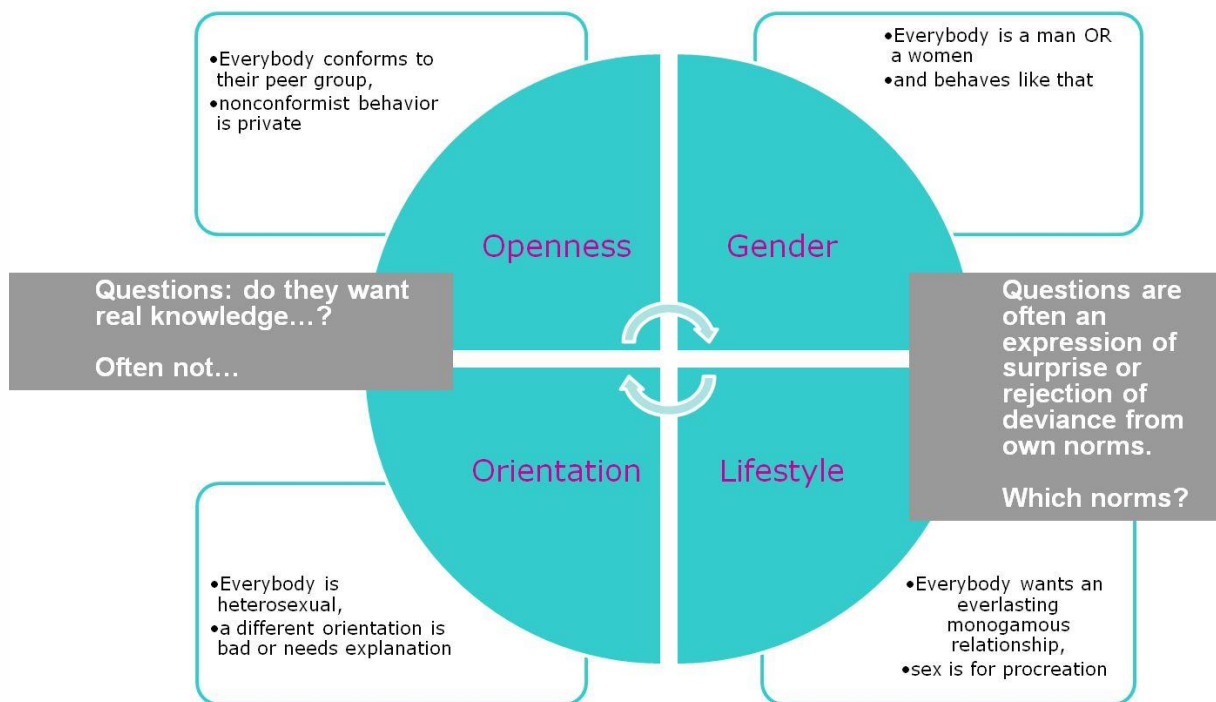 •Everybody conforms to
their peer group,
•nonconformist behavior
is private
•Everybody is a man OR
a women
•and behaves like that
Openness
Gender
Questions: do they want
real knowledge…?
Often not…
Questions are
often an
expression of
surprise or
rejection of
deviance from
own norms.
Which norms?
Orientation
Lifestyle
•Everybody is
heterosexual,
•a different orientation is
bad or needs explanation
•Everybody wants an
everlasting
monogamous
relationship,
•sex is for procreation